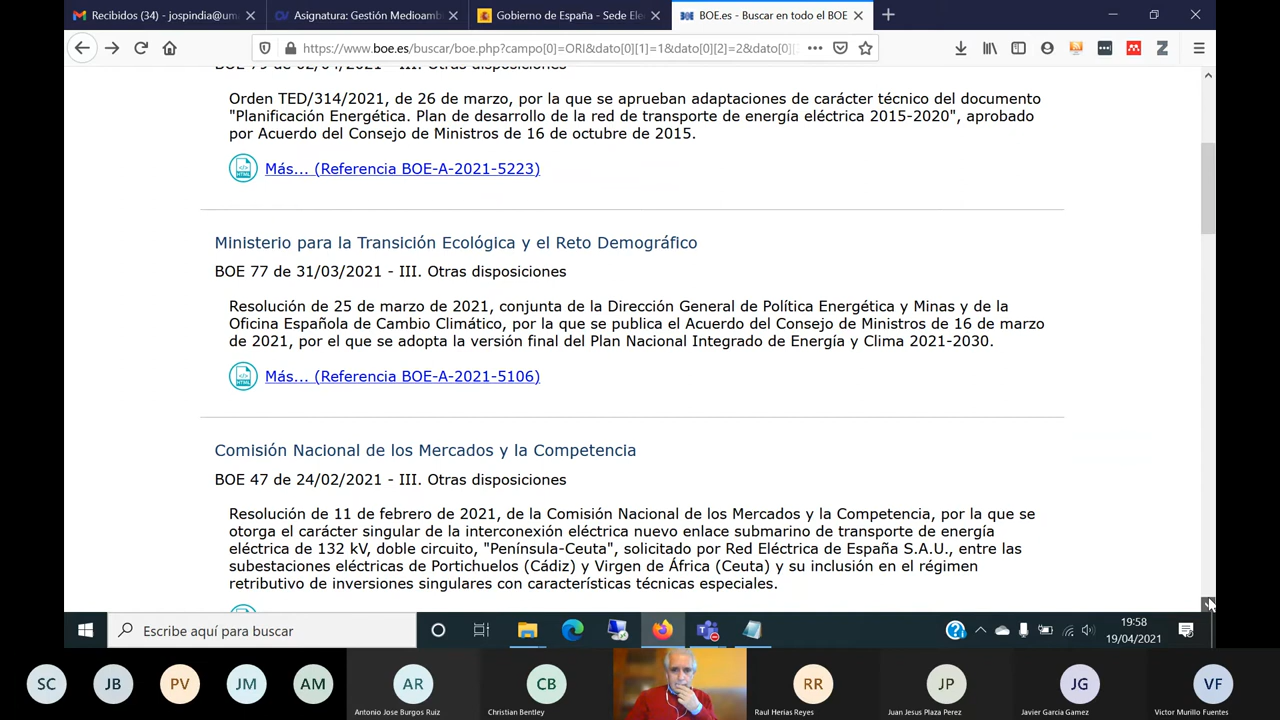 Recibidos (34) - jospindia@um
Asignatura: Gestión Medioamb
Gobierno de España - Sede Ele
BOE.es - Buscar en todo el BOE
https://www.boe.es/buscar/boe.php?campo[0]=ORI&dato[0][1]=1&dato[0][2]=2&dato[0]
BOE 79 de 02/04/2021 - III. Otras disposiciones
Orden TED/314/2021, de 26 de marzo, por la que se aprueban adaptaciones de carácter técnico del documento
"Planificación Energética. Plan de desarrollo de la red de transporte de energía eléctrica 2015-2020", aprobado
por Acuerdo del Consejo de Ministros de 16 de octubre de 2015.
HTML
Más... (Referencia BOE-A-2021-5223)
Ministerio para la Transición Ecológica y el Reto Demográfico
BOE 77 de 31/03/2021 - III. Otras disposiciones
Resolución de 25 de marzo de 2021, conjunta de la Dirección General de Política Energética y Minas y de la
Oficina Española de Cambio Climático, por la que se publica el Acuerdo del Consejo de Ministros de 16 de marzo
de 2021, por el que se adopta la versión final del Plan Nacional Integrado de Energía y Clima 2021-2030.
HTML
Más... (Referencia BOE-A-2021-5106)
Comisión Nacional de los Mercados y la Competencia
BOE 47 de 24/02/2021 - III. Otras disposiciones
Resolución de 11 de febrero de 2021, de la Comisión Nacional de los Mercados y la Competencia, por la que se
otorga el carácter singular de la interconexión eléctrica nuevo enlace submarino de transporte de energía
eléctrica de 132 kV, doble circuito, "Península-Ceuta", solicitado por Red Eléctrica de España S.A.U., entre las
subestaciones eléctricas de Portichuelos (Cádiz) y Virgen de África (Ceuta) y su inclusión en el régimen
retributivo de inversiones singulares con características técnicas especiales.
Escribe aquí para buscar
19:58
19/04/2021
SC
JB
PV
JM
AM
AR
CB
RR
JP
JG
VF
Antonio Jose Burgos Ruiz
Christian Bentley
Raul Herias Reyes
Juan Jesus Plaza Perez
Javier Garcia Gamez
Victor Murillo Fuentes